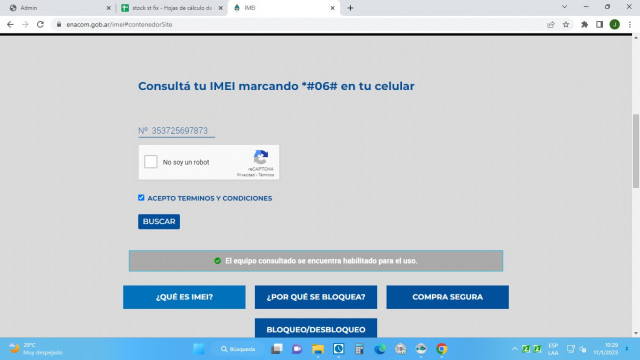 Admin
stock st fix - Hojas de cálculo de
IMEI
enacom.gob.ar/imei#contenedorSite
J
Consultá tu IMEI marcando *#06# en tu celular
Nº 353725697873
No soy un robot
reCAPTCHA
Privacidad - Términos
ACEPTO TERMINOS Y CONDICIONES
BUSCAR
El equipo consultado se encuentra habilitado para el uso.
¿QUÉ ES IMEI?
¿POR QUÉ SE BLOQUEA?
COMPRA SEGURA
BLOQUEO/DESBLOQUEO
29°C
Muy despejado
Búsqueda
ESP
LAA
10:29
17/1/2023